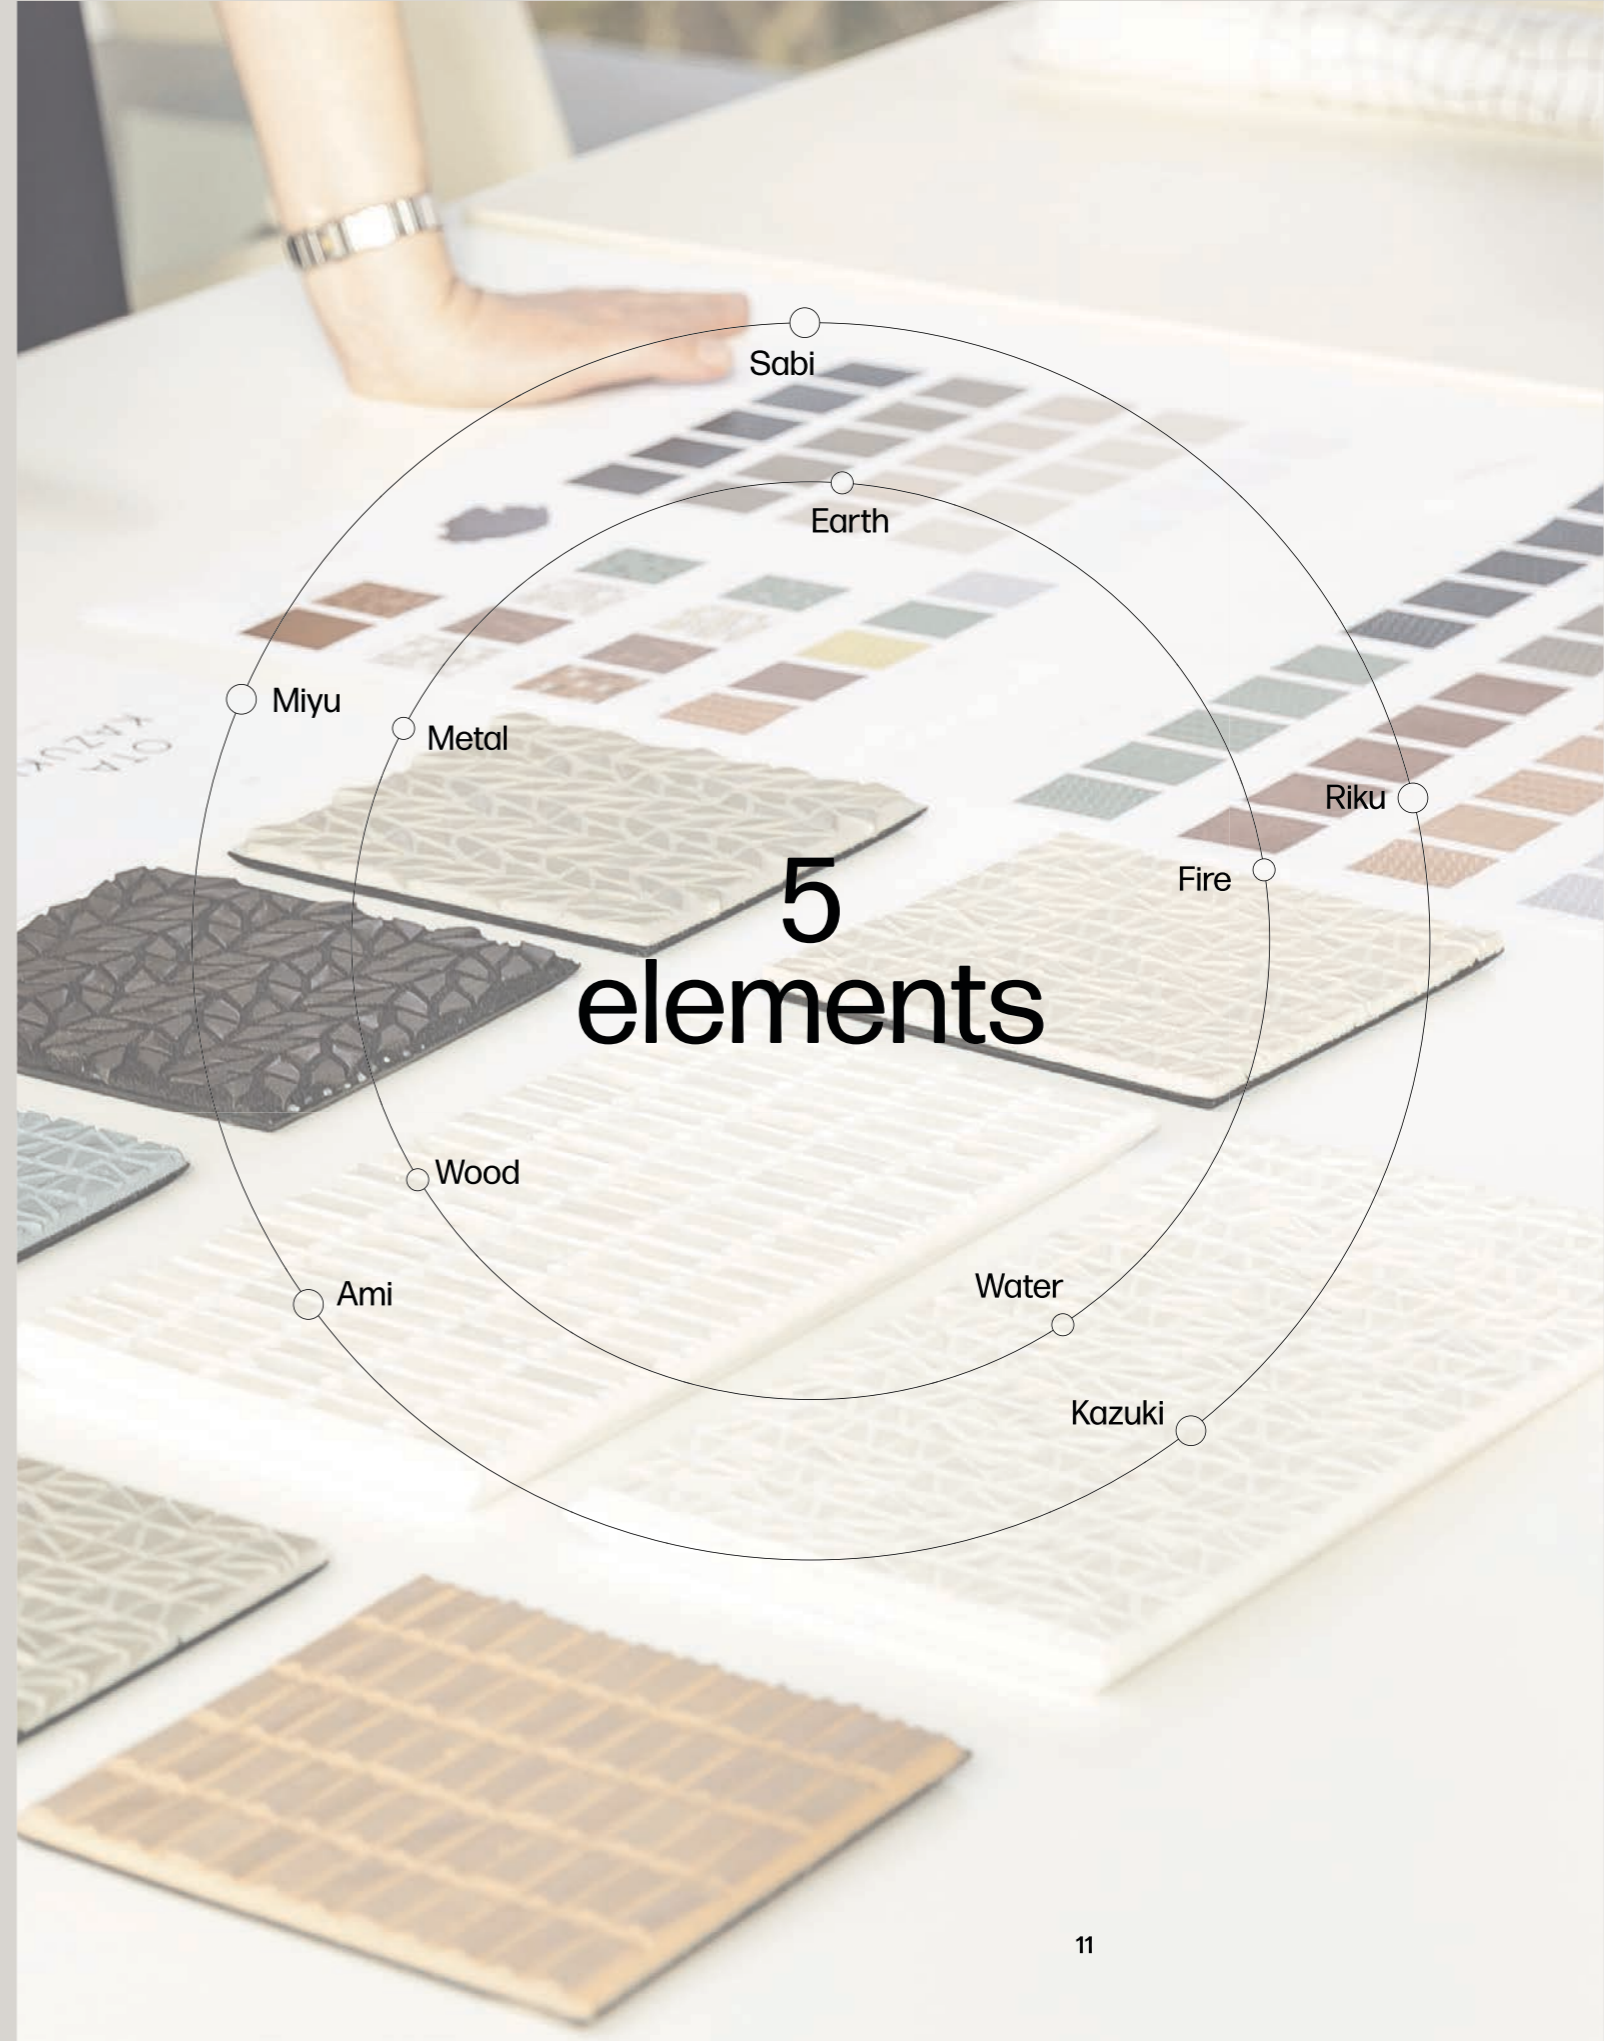 Sabi
Earth
Miyu
Metal
Riku
Fire
5
elements
Wood
Water
Ami
Kazuki
11